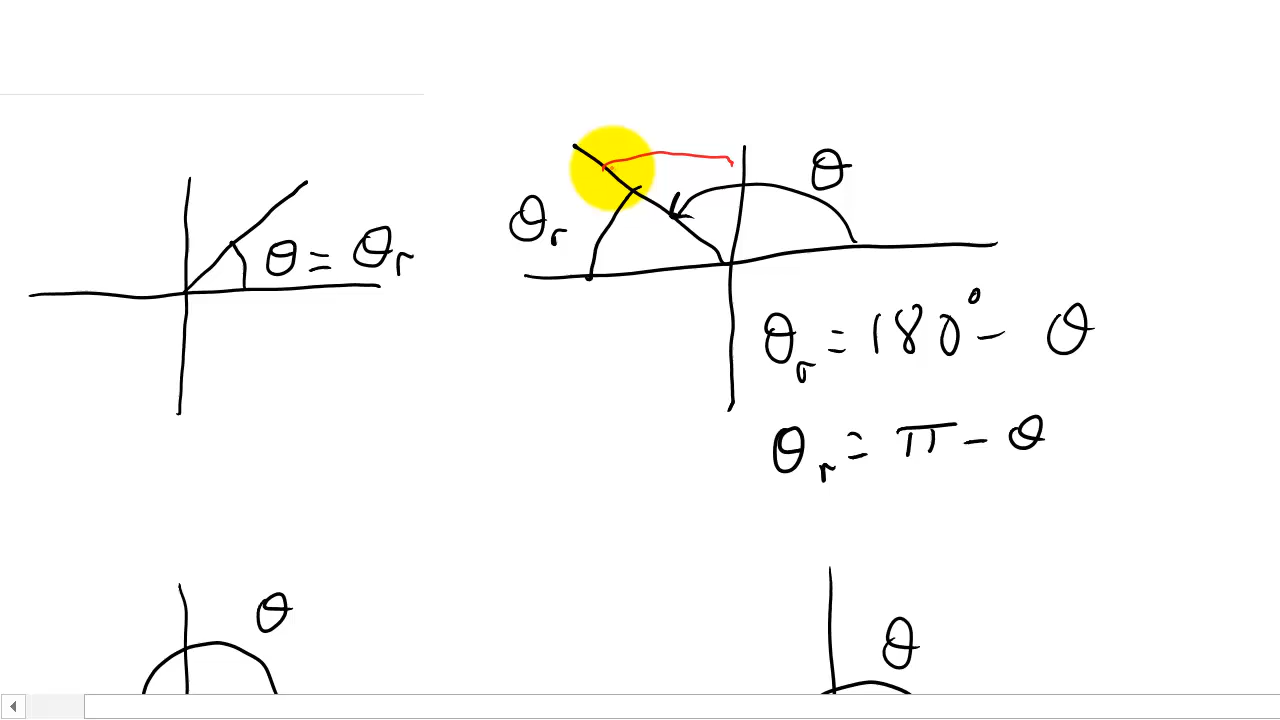 θ = θr
θr
θ
θr = 180° - θ
θr = π - θ
θ
θ